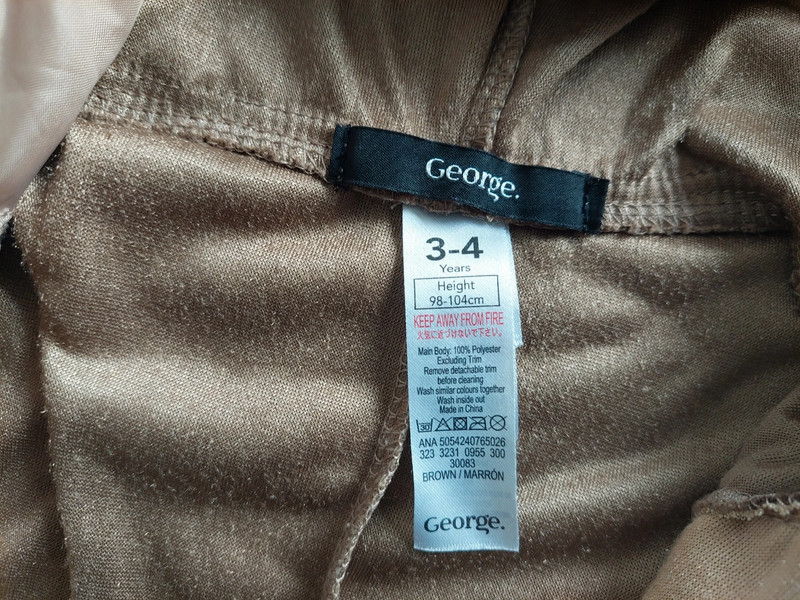 George.
3-4
Years
Height
98-104cm
KEEP AWAY FROM FIRE
火気に近づけないで下さい。
Main Body: 100% Polyester
Excluding Trim
Remove detachable trim
before cleaning
Wash similar colours together
Wash inside out
Made in China
30
ANA 5054240765026
323 3231 0955 300
30083
BROWN / MARRÓN
George.